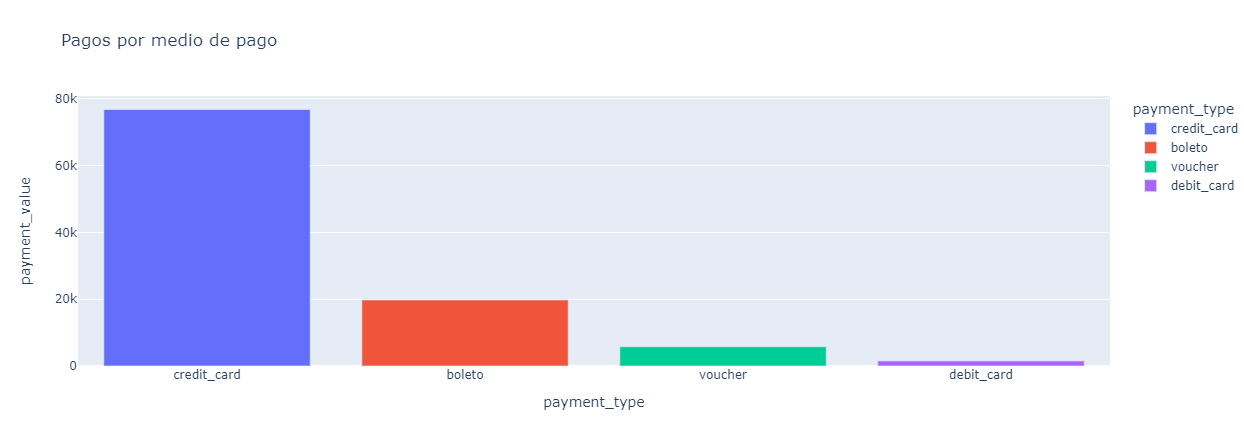 Pagos por medio de pago
payment_value
80k
60k
40k
20k
0
credit_card
boleto
voucher
debit_card
payment_type
payment_type
credit_card
boleto
voucher
debit_card